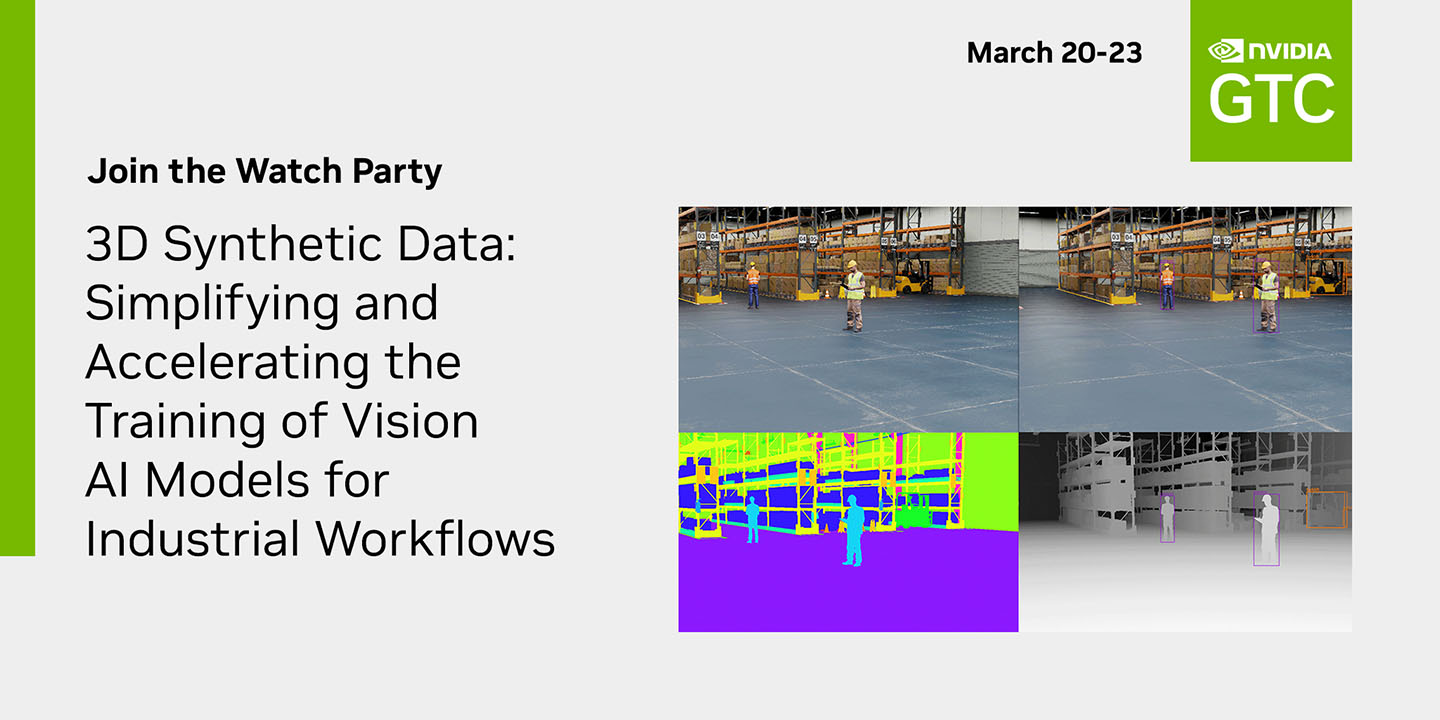 March 20-23
NVIDIA
GTC
Join the Watch Party
3D Synthetic Data:
Simplifying and
Accelerating the
Training of Vision
AI Models for
Industrial Workflows